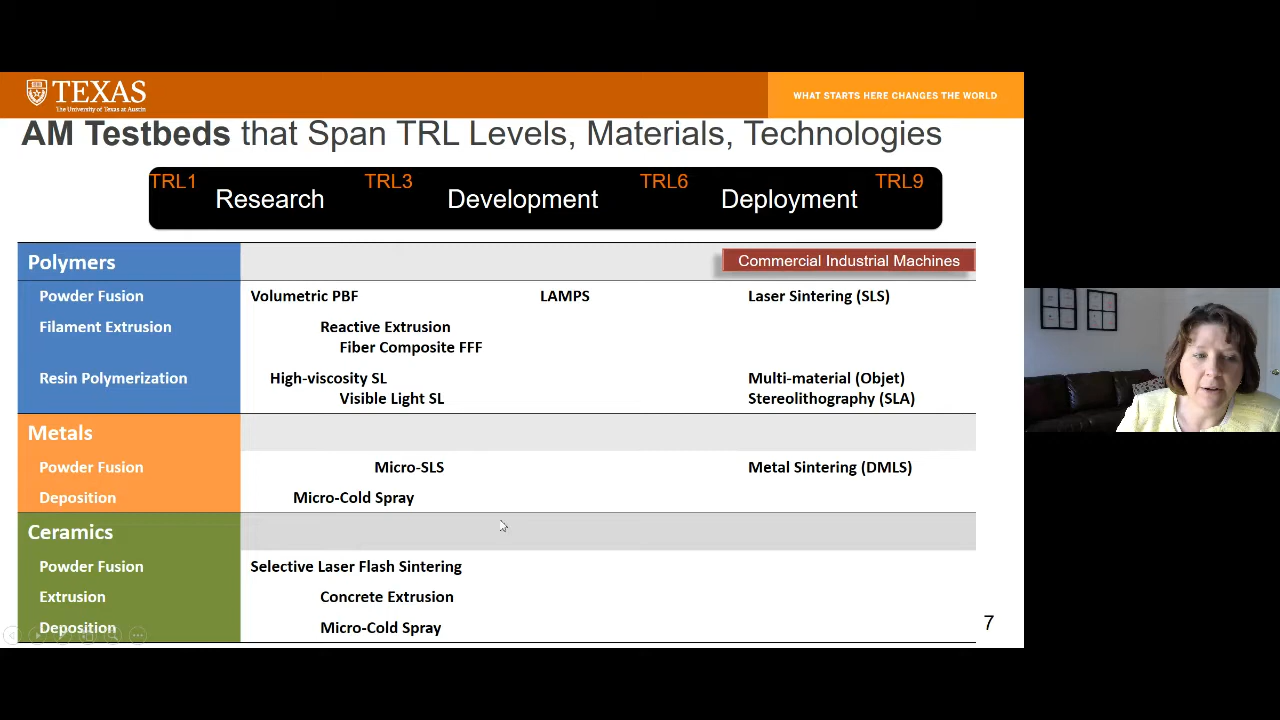 TEXAS
The University of Texas at Austin
WHAT STARTS HERE CHANGES THE WORLD
AM Testbeds that Span TRL Levels, Materials, Technologies
TRL1 TRL3 TRL6 TRL9
Research Development Deployment
Polymers Commercial Industrial Machines
Powder Fusion Volumetric PBF LAMPS Laser Sintering (SLS)
Filament Extrusion Reactive Extrusion
Fiber Composite FFF
Resin Polymerization High-viscosity SL Multi-material (Objet)
Visible Light SL Stereolithography (SLA)
Metals
Powder Fusion Micro-SLS Metal Sintering (DMLS)
Deposition Micro-Cold Spray
Ceramics
Powder Fusion Selective Laser Flash Sintering
Extrusion Concrete Extrusion
Deposition Micro-Cold Spray
7